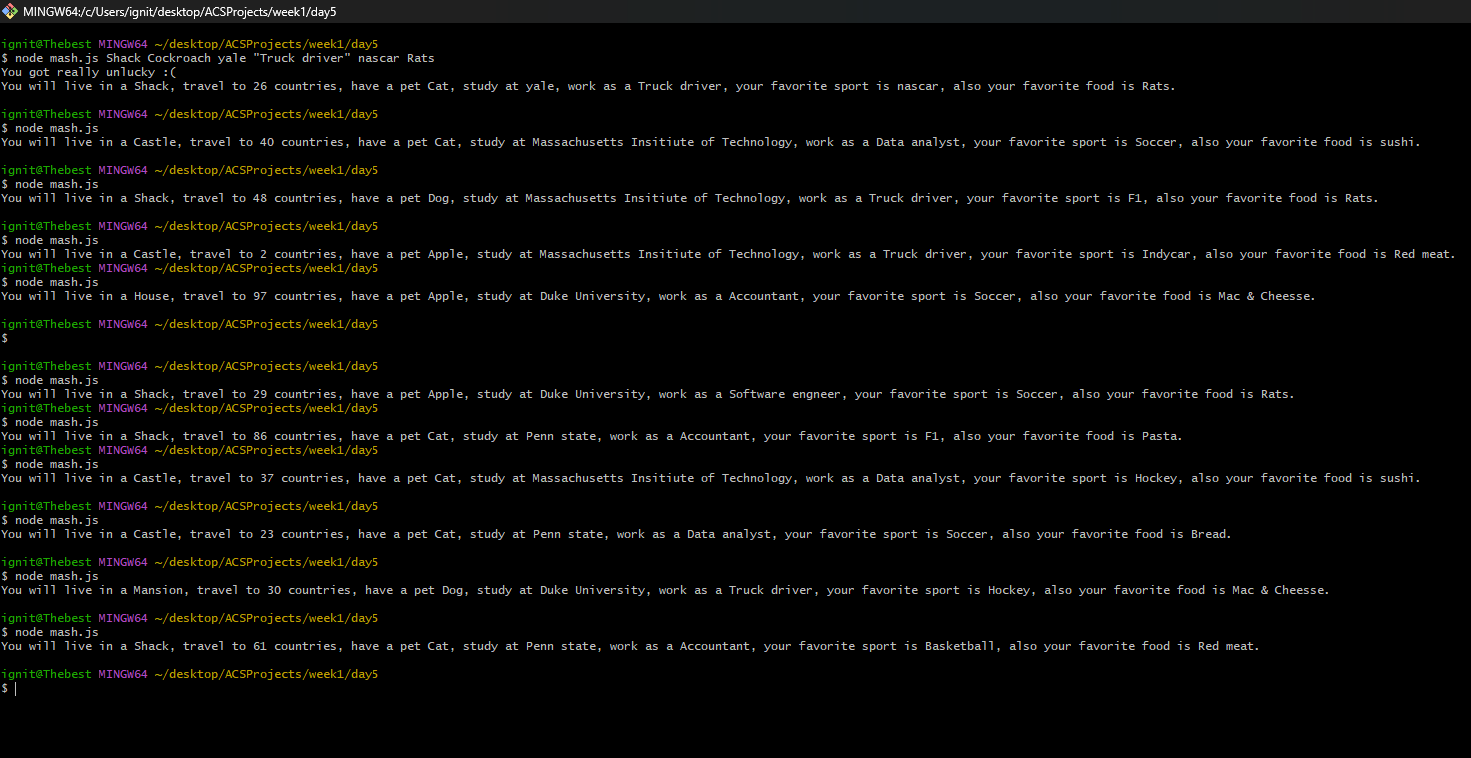 MINGW64:/c/Users/ignit/desktop/ACSProjects/week1/day5
ignit@Thebest MINGW64 ~/desktop/ACSProjects/week1/day5
$ node mash.js Shack Cockroach yale "Truck driver" nascar Rats
You got really unlucky :(
You will live in a Shack, travel to 26 countries, have a pet Cat, study at yale, work as a Truck driver, your favorite sport is nascar, also your favorite food is Rats.
ignit@Thebest MINGW64 ~/desktop/ACSProjects/week1/day5
$ node mash.js
You will live in a Castle, travel to 40 countries, have a pet Cat, study at Massachusetts Insitiute of Technology, work as a Data analyst, your favorite sport is Soccer, also your favorite food is sushi.
ignit@Thebest MINGW64 ~/desktop/ACSProjects/week1/day5
$ node mash.js
You will live in a Shack, travel to 48 countries, have a pet Dog, study at Massachusetts Insitiute of Technology, work as a Truck driver, your favorite sport is F1, also your favorite food is Rats.
ignit@Thebest MINGW64 ~/desktop/ACSProjects/week1/day5
$ node mash.js
You will live in a Castle, travel to 2 countries, have a pet Apple, study at Massachusetts Insitiute of Technology, work as a Truck driver, your favorite sport is Indycar, also your favorite food is Red meat.
ignit@Thebest MINGW64 ~/desktop/ACSProjects/week1/day5
$ node mash.js
You will live in a House, travel to 97 countries, have a pet Apple, study at Duke University, work as a Accountant, your favorite sport is Soccer, also your favorite food is Mac & Cheesse.
ignit@Thebest MINGW64 ~/desktop/ACSProjects/week1/day5
$
ignit@Thebest MINGW64 ~/desktop/ACSProjects/week1/day5
$ node mash.js
You will live in a Shack, travel to 29 countries, have a pet Apple, study at Duke University, work as a Software engneer, your favorite sport is Soccer, also your favorite food is Rats.
ignit@Thebest MINGW64 ~/desktop/ACSProjects/week1/day5
$ node mash.js
You will live in a Shack, travel to 86 countries, have a pet Cat, study at Penn state, work as a Accountant, your favorite sport is F1, also your favorite food is Pasta.
ignit@Thebest MINGW64 ~/desktop/ACSProjects/week1/day5
$ node mash.js
You will live in a Castle, travel to 37 countries, have a pet Cat, study at Massachusetts Insitiute of Technology, work as a Data analyst, your favorite sport is Hockey, also your favorite food is sushi.
ignit@Thebest MINGW64 ~/desktop/ACSProjects/week1/day5
$ node mash.js
You will live in a Castle, travel to 23 countries, have a pet Cat, study at Penn state, work as a Data analyst, your favorite sport is Soccer, also your favorite food is Bread.
ignit@Thebest MINGW64 ~/desktop/ACSProjects/week1/day5
$ node mash.js
You will live in a Mansion, travel to 30 countries, have a pet Dog, study at Duke University, work as a Truck driver, your favorite sport is Hockey, also your favorite food is Mac & Cheesse.
ignit@Thebest MINGW64 ~/desktop/ACSProjects/week1/day5
$ node mash.js
You will live in a Shack, travel to 61 countries, have a pet Cat, study at Penn state, work as a Accountant, your favorite sport is Basketball, also your favorite food is Red meat.
ignit@Thebest MINGW64 ~/desktop/ACSProjects/week1/day5
$